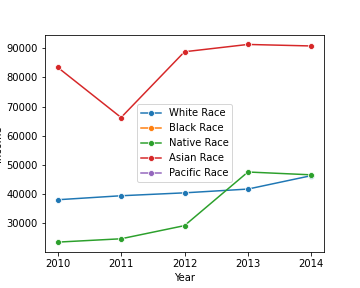 90000
80000
70000
60000
50000
40000
30000
White Race
Black Race
Native Race
Asian Race
Pacific Race
2010 2011 2012 2013 2014
Year